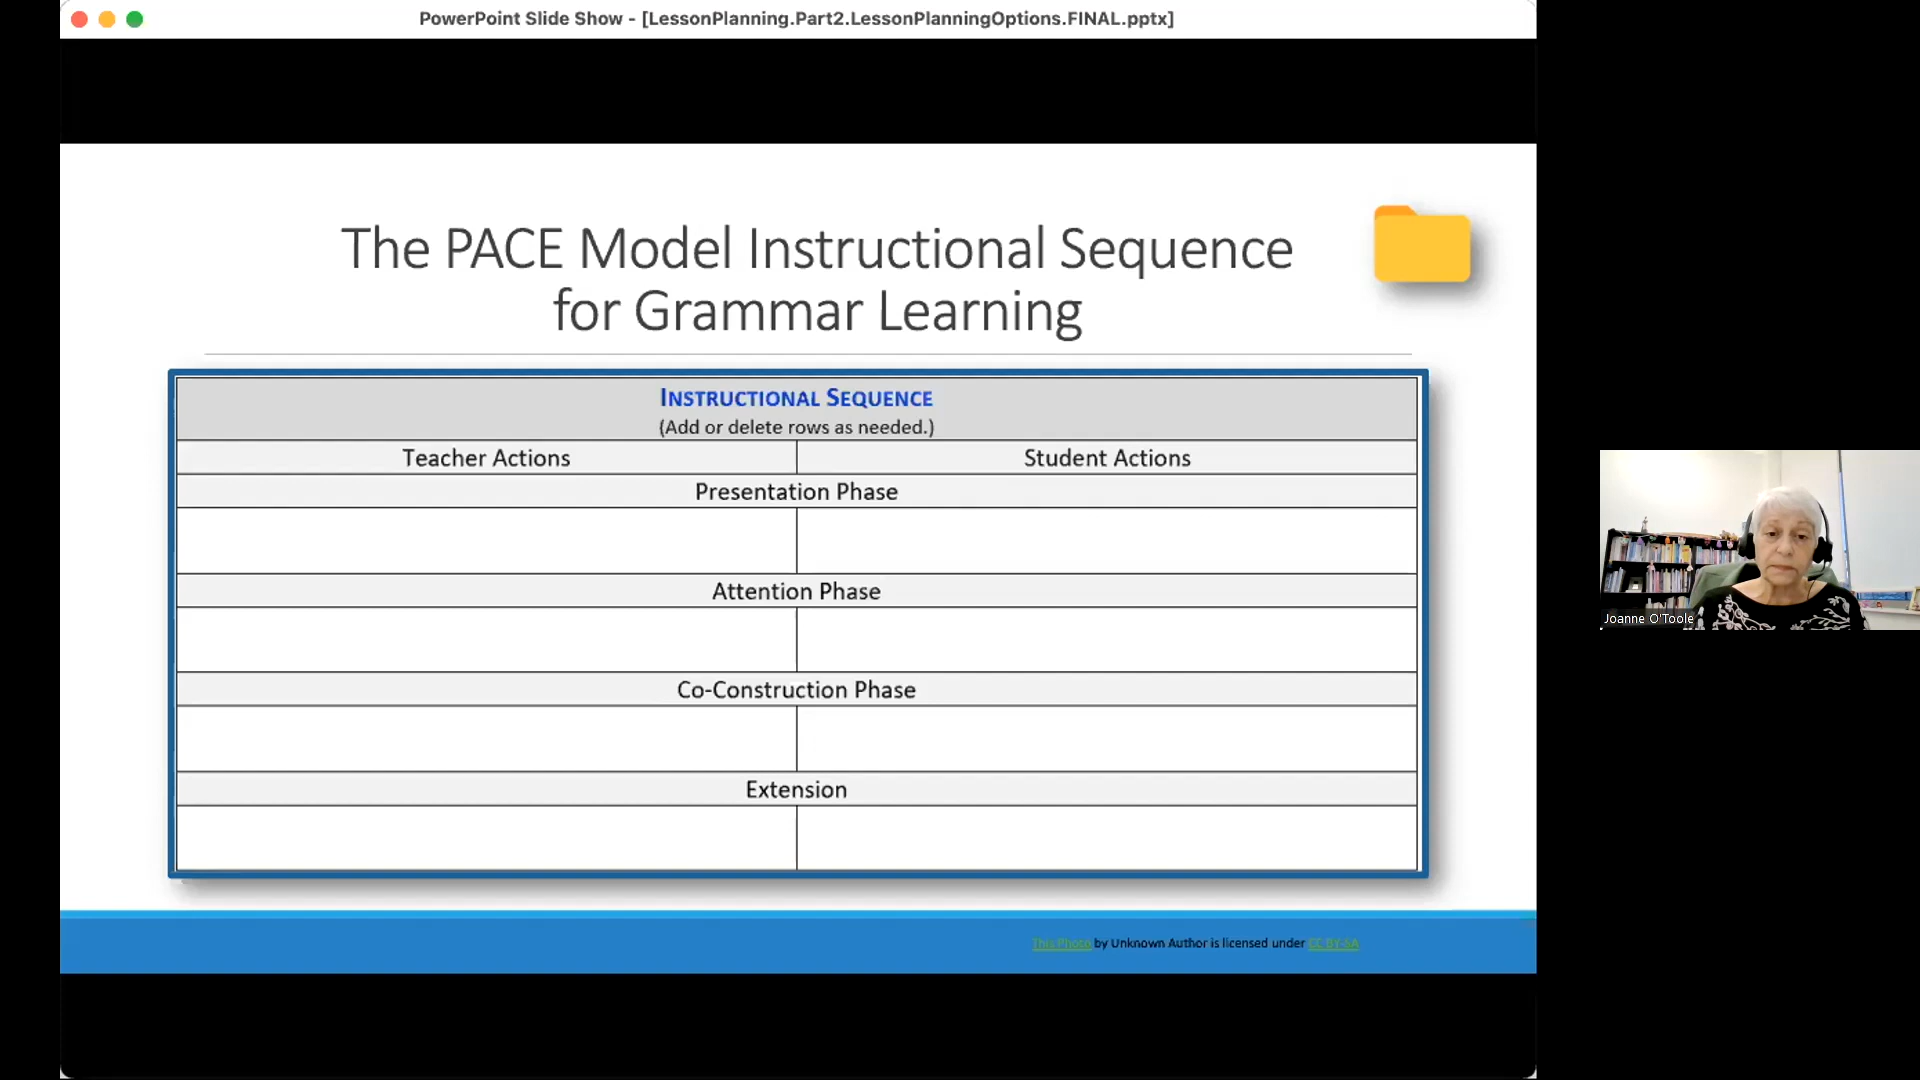 PowerPoint Slide Show - [LessonPlanning.Part2.LessonPlanningOptions.FINAL.pptx]
The PACE Model Instructional Sequence
for Grammar Learning
INSTRUCTIONAL SEQUENCE
(Add or delete rows as needed.)
Teacher Actions
Student Actions
Presentation Phase
Attention Phase
Co-Construction Phase
Extension
This Photo by Unknown Author is licensed under CC BY-SA
Joanne O'Toole